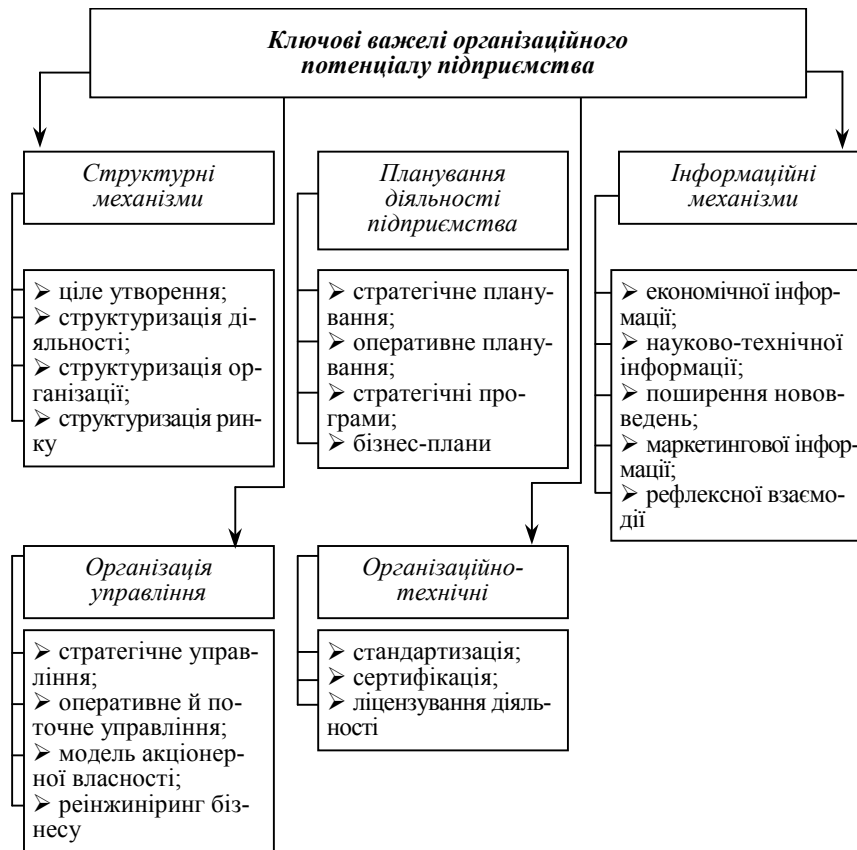 Ключові важелі організаційного
потенціалу підприємства
Структурні
механізми
Планування
діяльності
підприємства
Інформаційні
механізми
➢ ціле утворення;
➢ структуризація ді-
яльності;
➢ структуризація ор-
ганізації;
➢ структуризація рин-
ку
➢ стратегічне плану-
вання;
➢ оперативне плану-
вання;
➢ стратегічні про-
грами;
➢ бізнес-плани
➢ економічної інфор-
мації;
➢ науково-технічної
інформації;
➢ поширення новов-
ведень;
➢ маркетингової інфор-
мації;
➢ рефлексної взаємо-
дії
Організація
управління
Організаційно-
технічні
➢ стратегічне управ-
ління;
➢ оперативне й по-
точне управління;
➢ модель акціонер-
ної власності;
➢ реінжиніринг біз-
несу
➢ стандартизація;
➢ сертифікація;
➢ ліцензування діяль-
ності